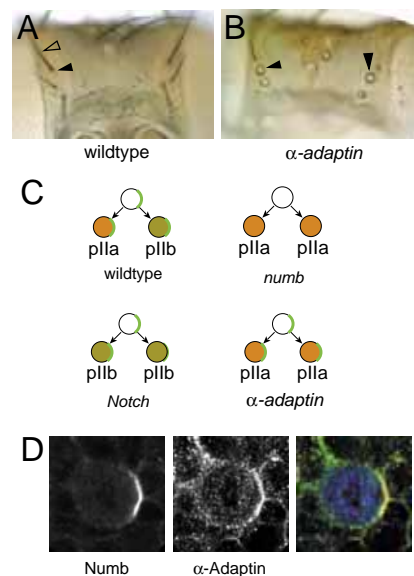 A B
wildtype α-adaptin
C
pIIa pIIb pIIa pIIa
wildtype numb
pIIb pIIb pIIa pIIa
Notch α-adaptin
D
Numb α-Adaptin